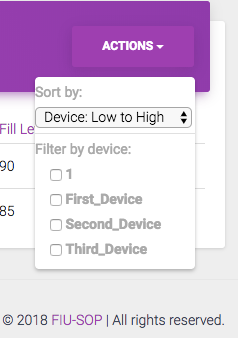 ACTIONS
Sort by:
Device: Low to High
Filter by device:
Fill Le
1
90
First_Device
85
Second_Device
Third_Device
© 2018 FIU-SOP | All rights reserved.